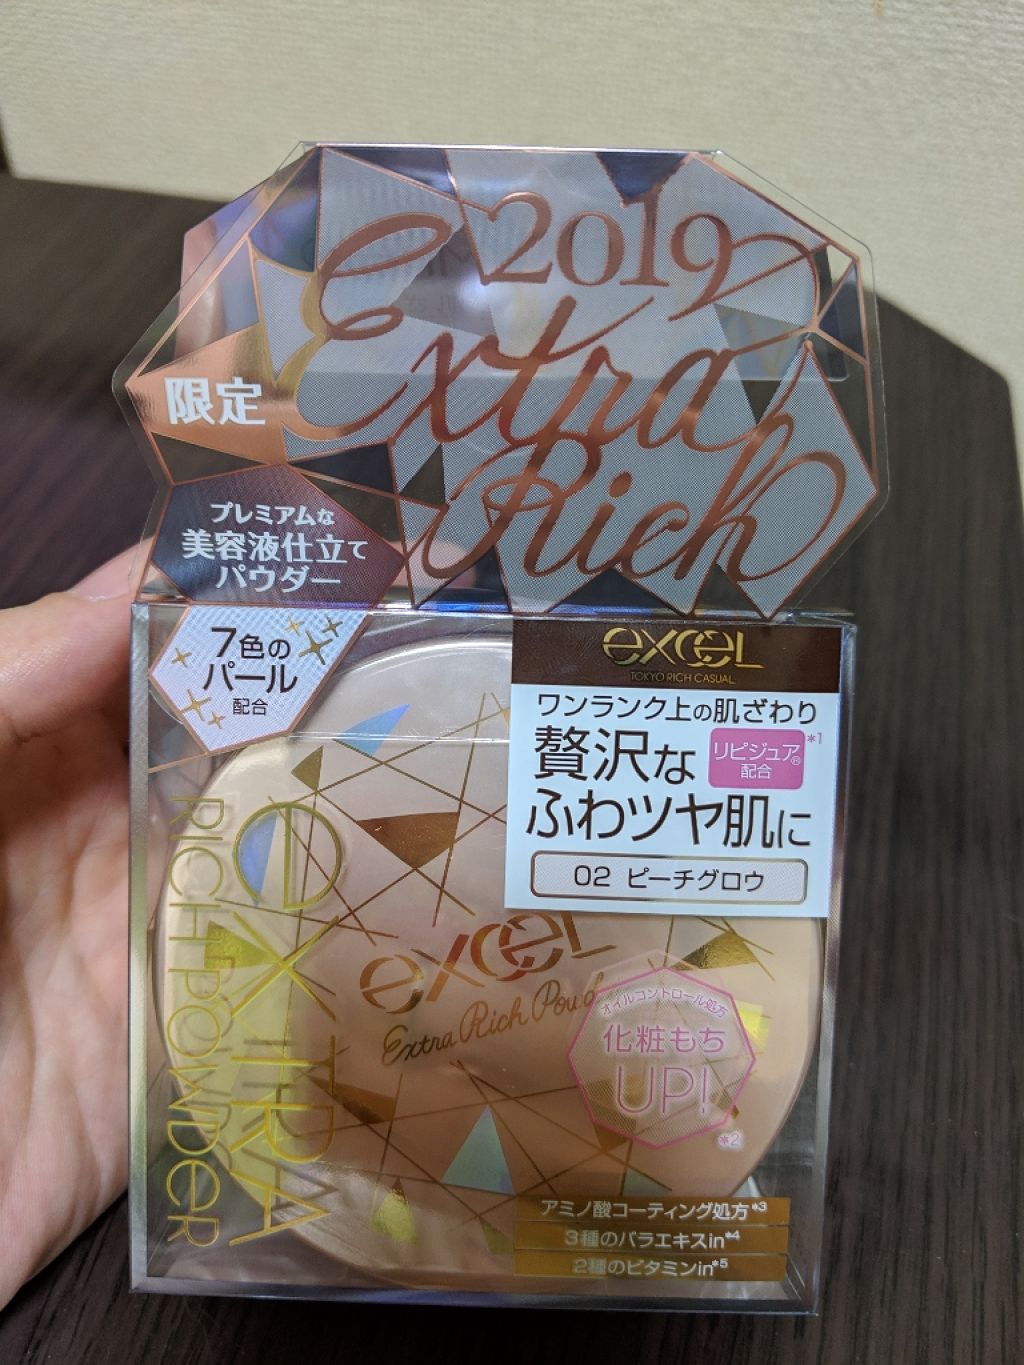 2019
Extra
Rich
限定
プレミアムな
美容液仕立て
パウダー
7色の
パール
配合
excel
TOKYO RICH CASUAL
ワンランク上の肌ざわり
贅沢な
リピジュア®
配合
*1
ふわツヤ肌に
02 ピーチグロウ
EXTRA
RICH POWDER
excel
Extra Rich Powd
オイルコントロール処方
化粧もち
UP!
*2
アミノ酸コーティング処方*3
3種のバラエキスin*4
2種のビタミンin*5